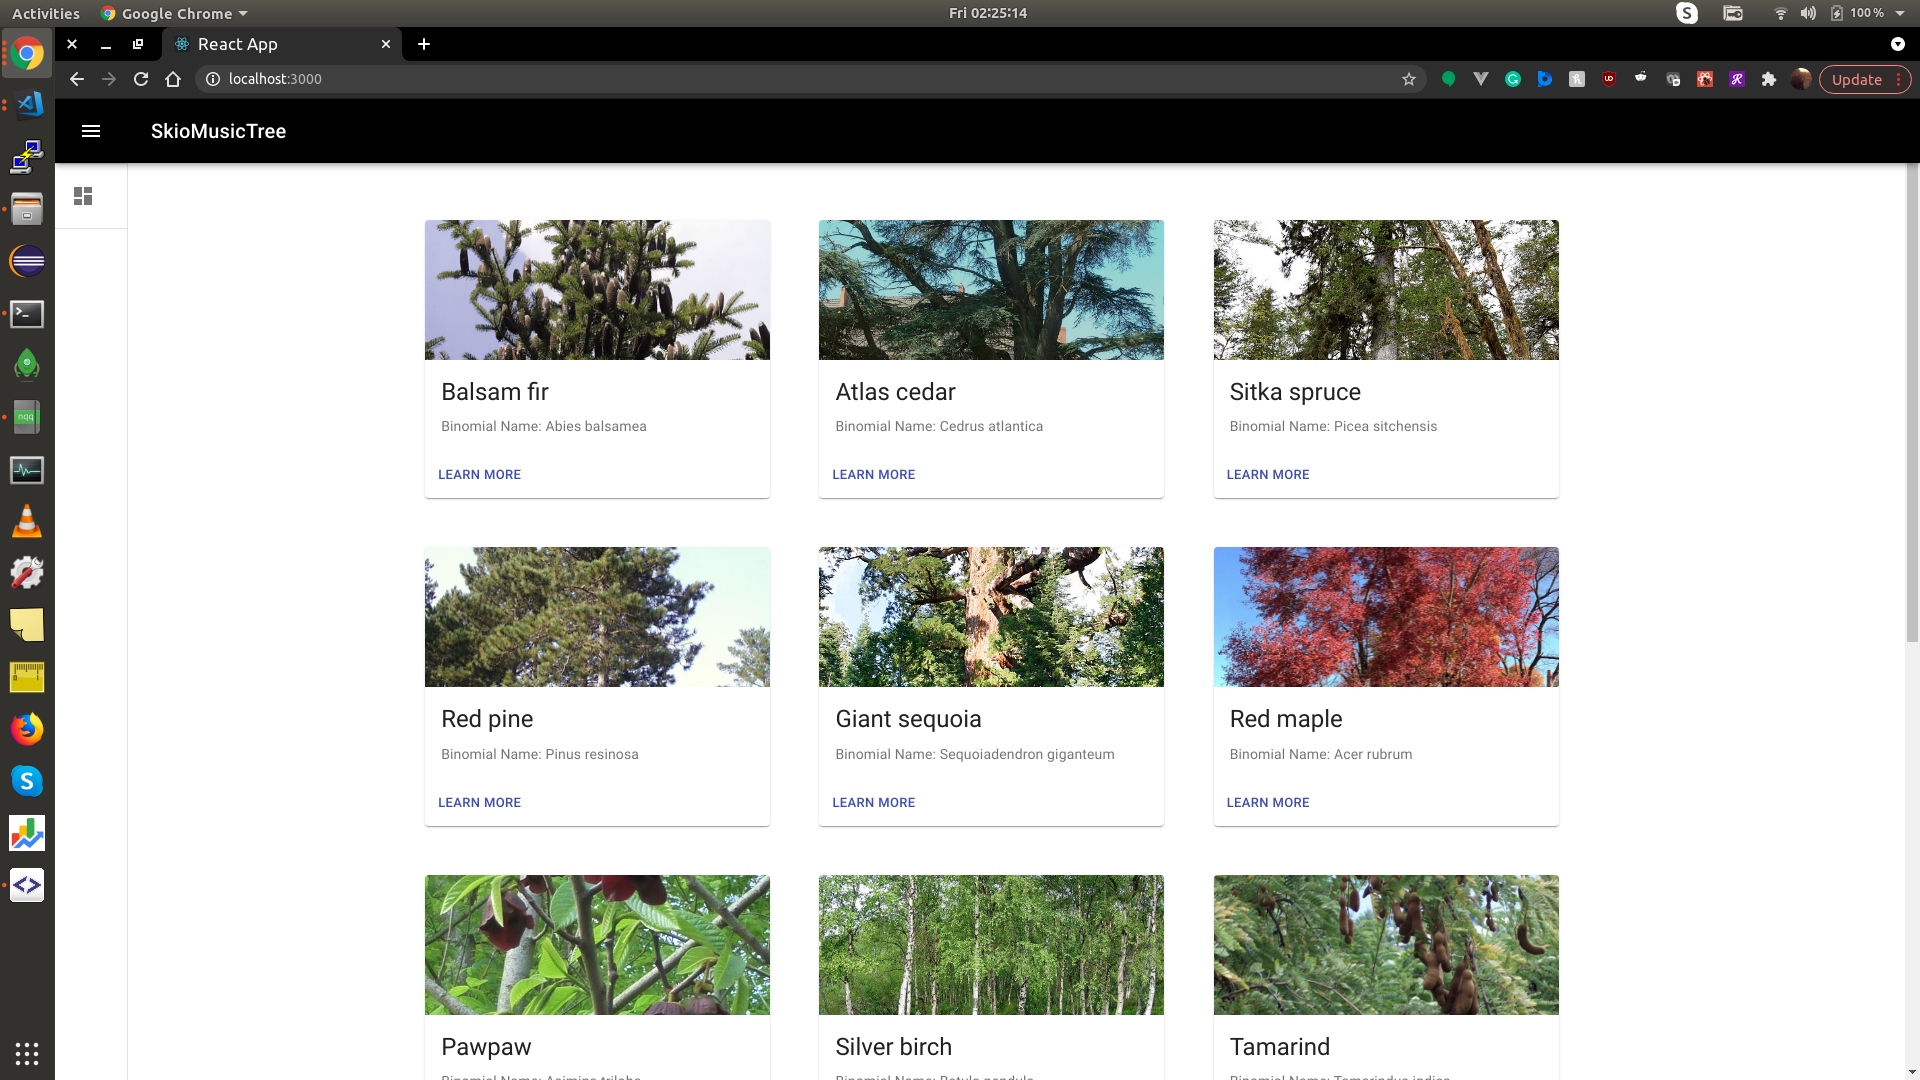 Activities Google Chrome Fri 02:25:14 100 %
React App
localhost:3000 Update
SkioMusicTree
Balsam fir Atlas cedar Sitka spruce
Binomial Name: Abies balsamea Binomial Name: Cedrus atlantica Binomial Name: Picea sitchensis
LEARN MORE LEARN MORE LEARN MORE
Red pine Giant sequoia Red maple
Binomial Name: Pinus resinosa Binomial Name: Sequoiadendron giganteum Binomial Name: Acer rubrum
LEARN MORE LEARN MORE LEARN MORE
Pawpaw Silver birch Tamarind